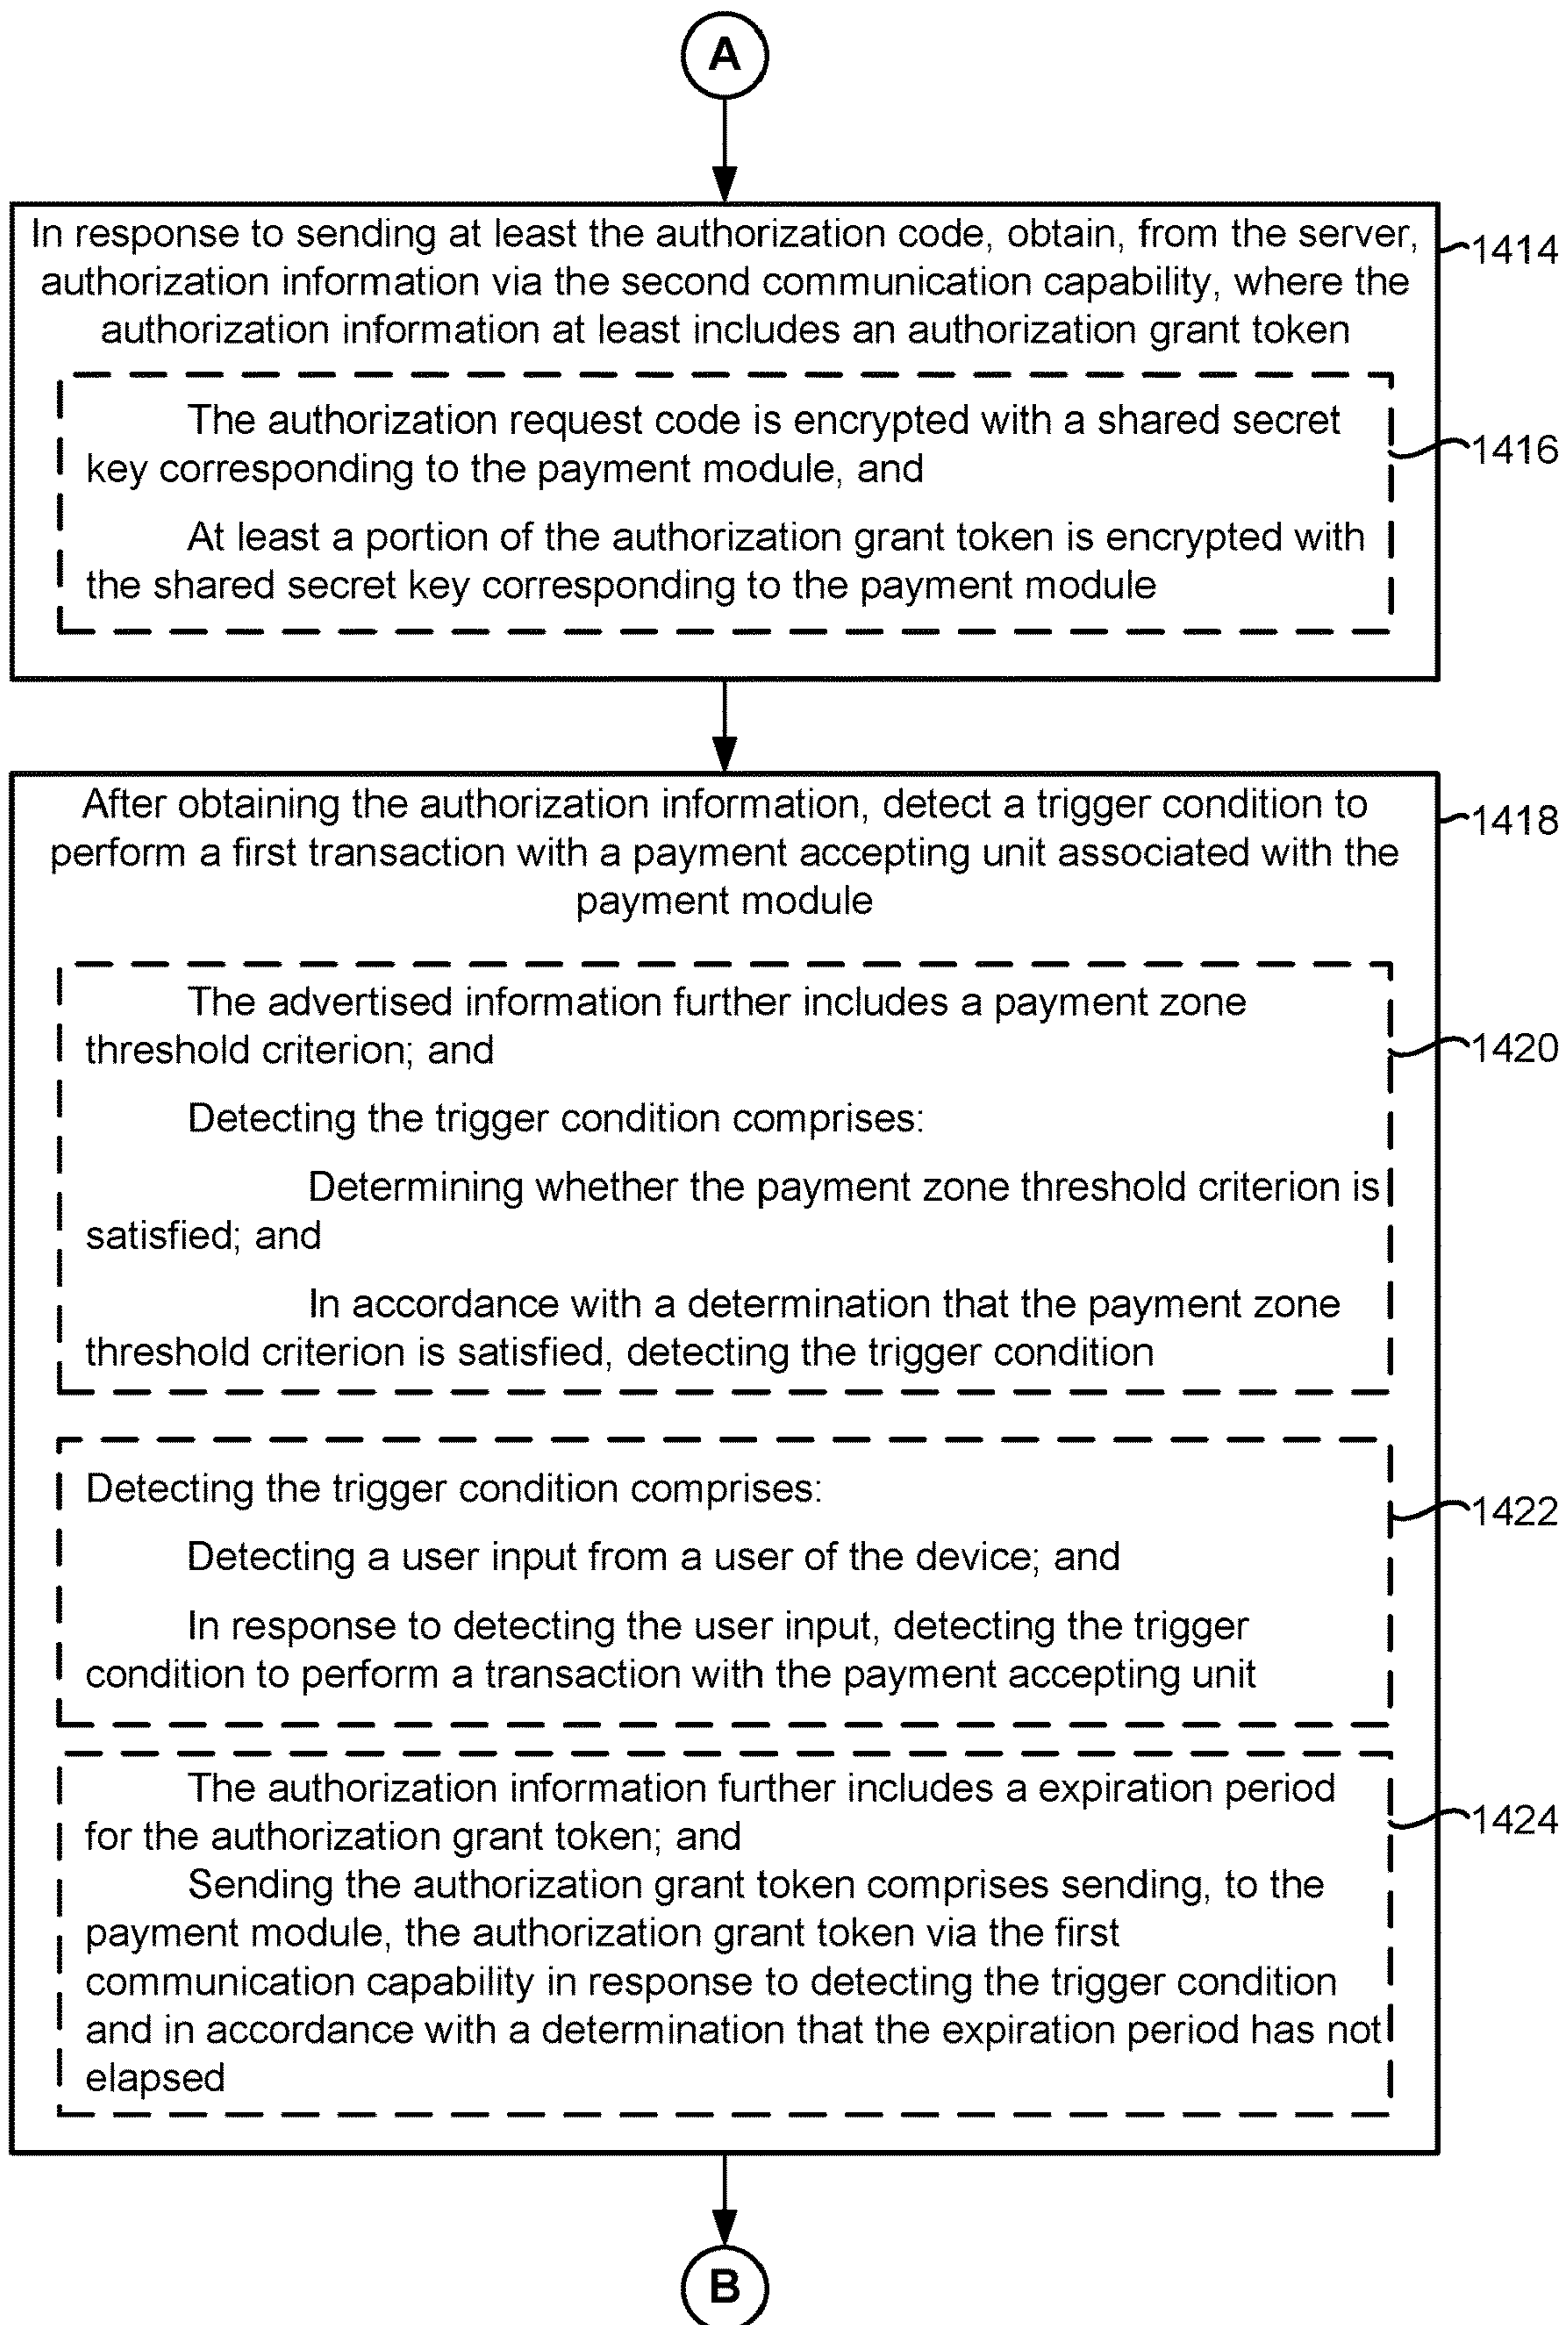 A
In response to sending at least the authorization code, obtain, from the server,
authorization information via the second communication capability, where the
authorization information at least includes an authorization grant token
1414
The authorization request code is encrypted with a shared secret
key corresponding to the payment module, and
1416
At least a portion of the authorization grant token is encrypted with
the shared secret key corresponding to the payment module
After obtaining the authorization information, detect a trigger condition to
perform a first transaction with a payment accepting unit associated with the
payment module
1418
The advertised information further includes a payment zone
threshold criterion; and
1420
Detecting the trigger condition comprises:
Determining whether the payment zone threshold criterion is
satisfied; and
In accordance with a determination that the payment zone
threshold criterion is satisfied, detecting the trigger condition
Detecting the trigger condition comprises:
1422
Detecting a user input from a user of the device; and
In response to detecting the user input, detecting the trigger
condition to perform a transaction with the payment accepting unit
The authorization information further includes a expiration period
for the authorization grant token; and
1424
Sending the authorization grant token comprises sending, to the
payment module, the authorization grant token via the first
communication capability in response to detecting the trigger condition
and in accordance with a determination that the expiration period has not
elapsed
B